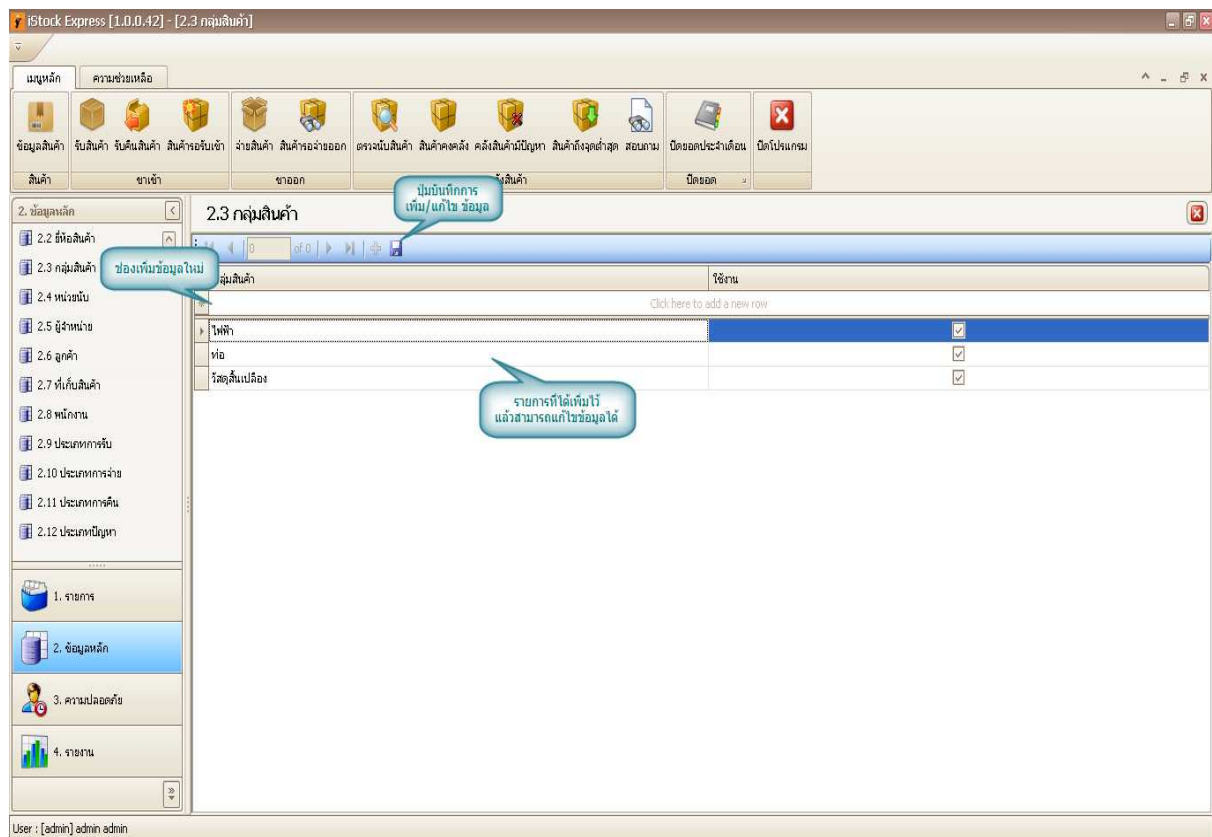 iStock Express [1.0.0.42] - [2.3 กลุ่มสินค้า]
เมนูหลัก ความช่วยเหลือ
ข้อมูลสินค้า รับสินค้า รับคืนสินค้า สินค้ารอรับเข้า จ่ายสินค้า สินค้ารอจ่ายออก ตรวจนับสินค้า สินค้าคงคลัง คลังสินค้ามีปัญหา สินค้าถึงจุดต่ำสุด สอบถาม ปิดยอดประจำเดือน ปิดโปรแกรม
สินค้า ขาเข้า ขาออก ังสินค้า ปิดยอด
ปุ่มบันทึกการ
เพิ่ม/แก้ไข ข้อมูล
2. ข้อมูลหลัก
2.3 กลุ่มสินค้า
0 of 0
2.2 ยี่ห้อสินค้า
2.3 กลุ่มสินค้า
2.4 หน่วยนับ
2.5 ผู้จำหน่าย
2.6 ลูกค้า
2.7 ที่เก็บสินค้า
2.8 พนักงาน
2.9 ประเภทการรับ
2.10 ประเภทการจ่าย
2.11 ประเภทการคืน
2.12 ประเภทปัญหา
1. รายการ
2. ข้อมูลหลัก
3. ความปลอดภัย
4. รายงาน
ช่องเพิ่มข้อมูลใหม่
ลุ่มสินค้า ใช้งาน
Click here to add a new row
ไฟฟ้า
ท่อ
วัสดุสิ้นเปลือง
รายการที่ได้เพิ่มไว้
แล้วสามารถแก้ไขข้อมูลได้
User : [admin] admin admin